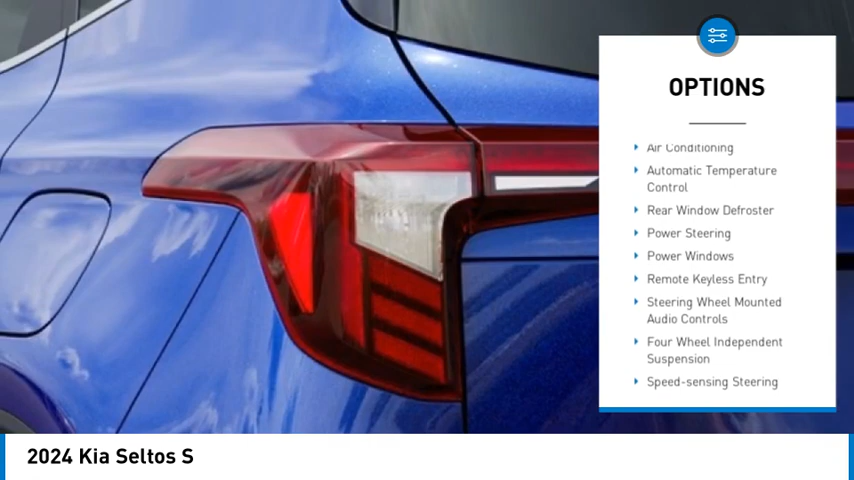 OPTIONS
Air Conditioning
Automatic Temperature
Control
Rear Window Defroster
Power Steering
Power Windows
Remote Keyless Entry
Steering Wheel Mounted
Audio Controls
Four Wheel Independent
Suspension
Speed-sensing Steering
2024 Kia Seltos S